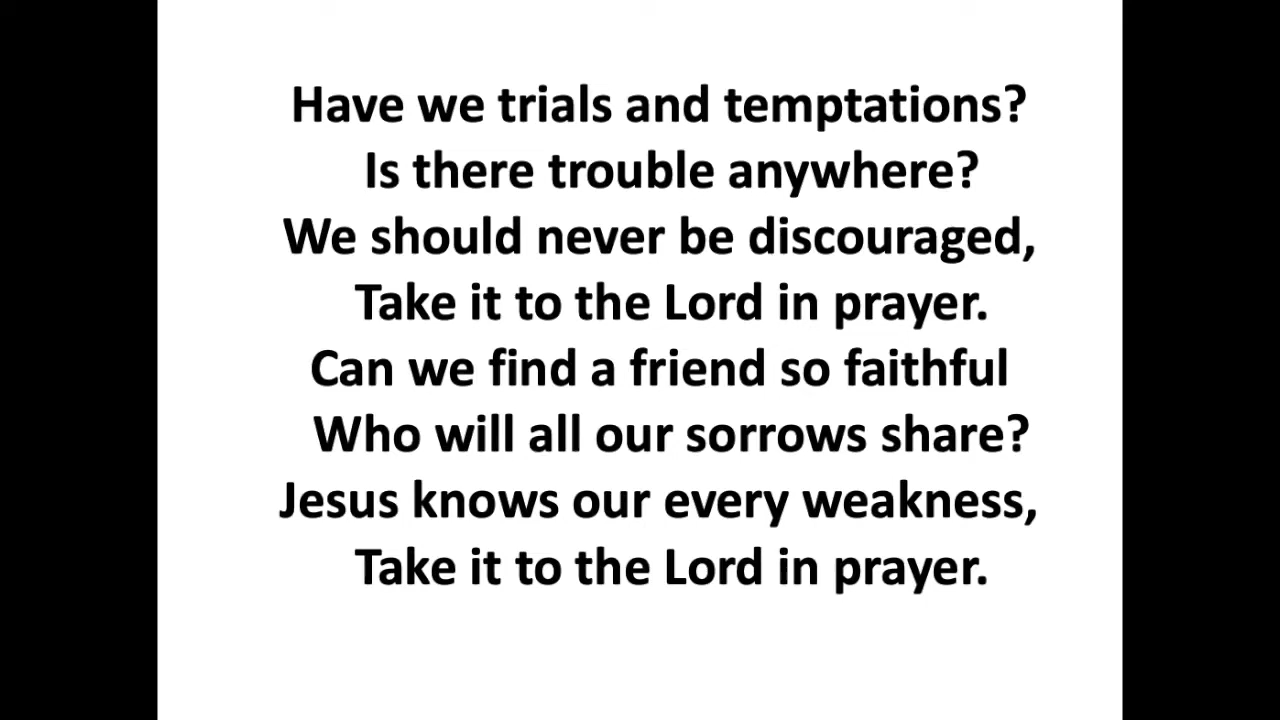 Have we trials and temptations?
Is there trouble anywhere?
We should never be discouraged,
Take it to the Lord in prayer.
Can we find a friend so faithful
Who will all our sorrows share?
Jesus knows our every weakness,
Take it to the Lord in prayer.